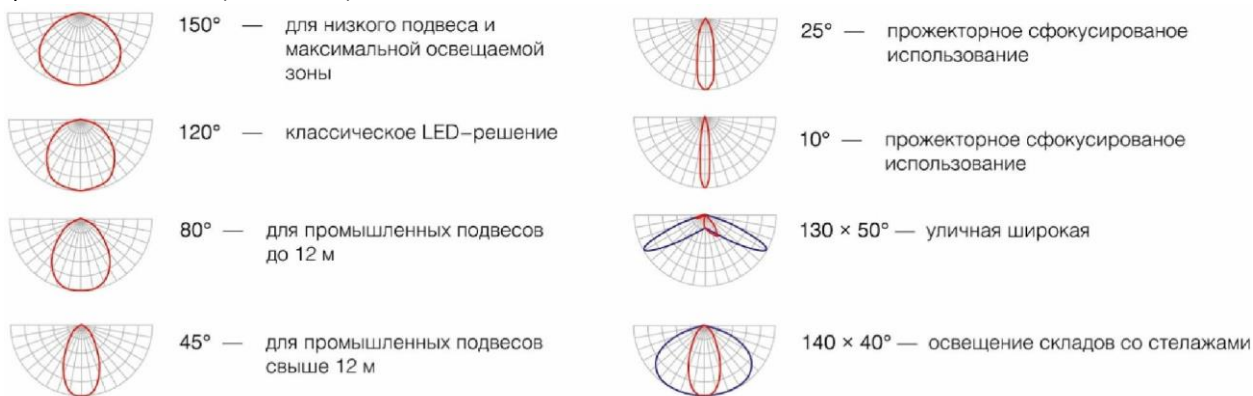 150° — для низкого подвеса и
максимальной освещаемой
зоны
120° — классическое LED–решение
80° — для промышленных подвесов
до 12 м
45° — для промышленных подвесов
свыше 12 м
25° — прожекторное сфокусированое
использование
10° — прожекторное сфокусированое
использование
130 × 50° — уличная широкая
140 × 40° — освещение складов со стелажами